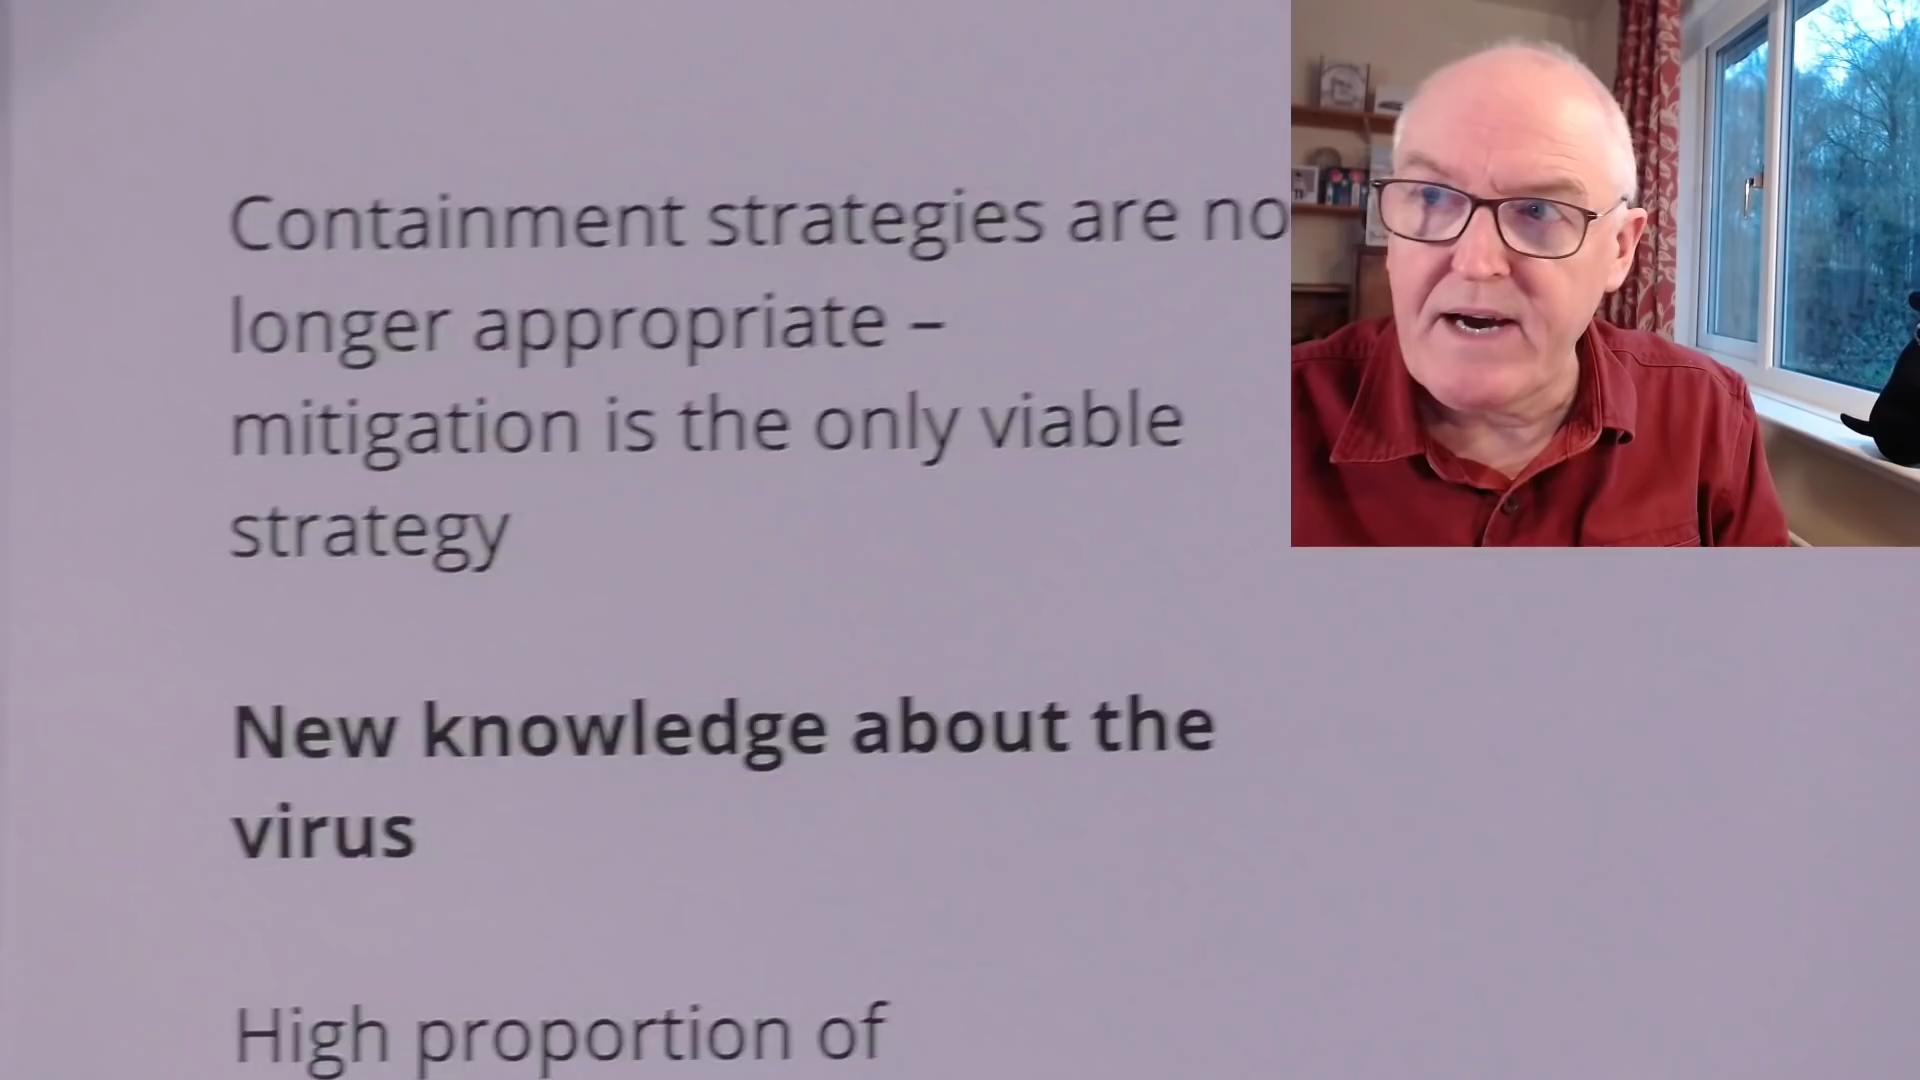 Containment strategies are no
longer appropriate –
mitigation is the only viable
strategy
New knowledge about the
virus
High proportion of